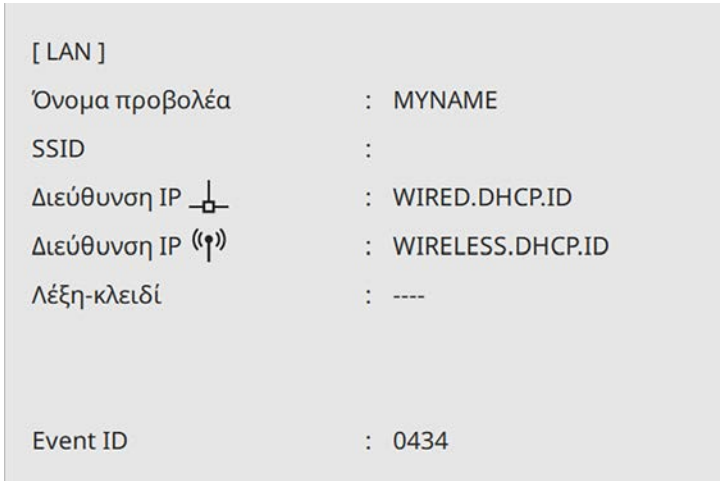 [ LAN ]
Όνομα προβολέα : MYNAME
SSID :
Διεύθυνση IP : WIRED.DHCP.ID
Διεύθυνση IP : WIRELESS.DHCP.ID
Λέξη-κλειδί : ----
Event ID : 0434